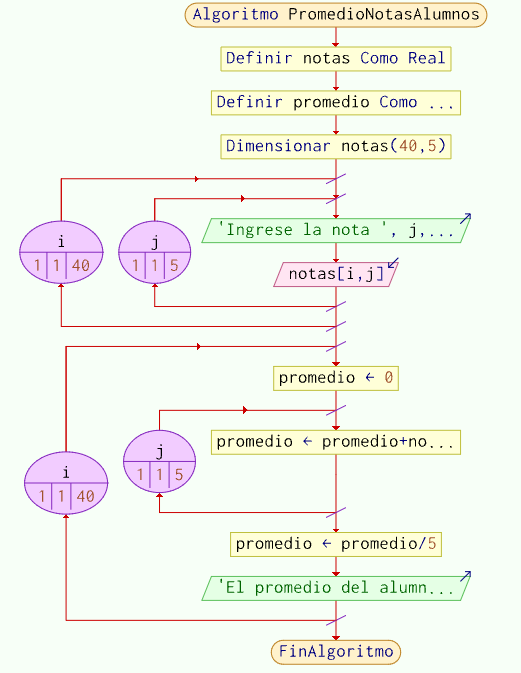 Algoritmo PromedioNotasAlumnos
Definir notas Como Real
Definir promedio Como ...
Dimensionar notas(40,5)
i
1 1 40
j
1 1 5
'Ingrese la nota ', j,...
notas[i,j]
promedio ← 0
i
1 1 40
j
1 1 5
promedio ← promedio+no...
promedio ← promedio/5
'El promedio del alumn...
FinAlgoritmo